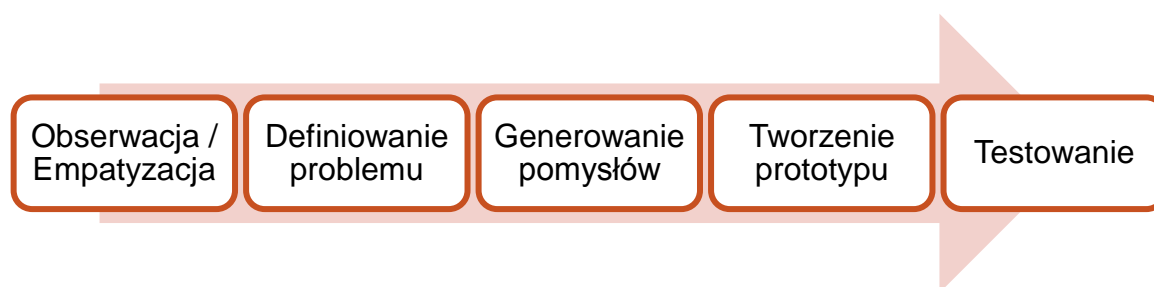 Obserwacja /
Empatyzacja
Definiowanie
problemu
Generowanie
pomysłów
Tworzenie
prototypu
Testowanie